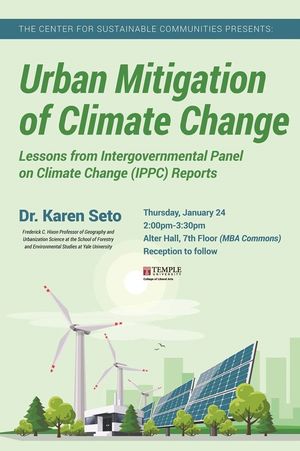 THE CENTER FOR SUSTAINABLE COMMUNITIES PRESENTS:
Urban Mitigation
of Climate Change
Lessons from Intergovernmental Panel
on Climate Change (IPPC) Reports
Dr. Karen Seto
Frederick C. Hixon Professor of Geography and
Urbanization Science at the School of Forestry
and Environmental Studies at Yale University
Thursday, January 24
2:00pm-3:30pm
Alter Hall, 7th Floor (MBA Commons)
Reception to follow
TEMPLE
UNIVERSITY
College of Liberal Arts